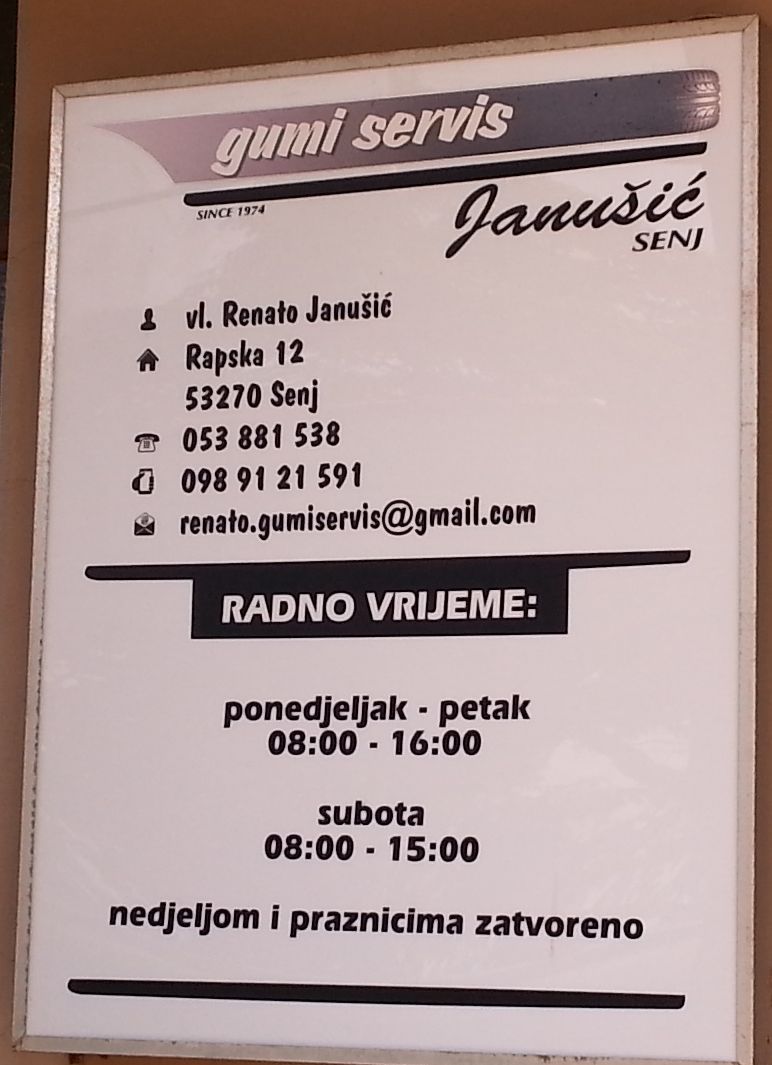 gumi servis
SINCE 1974
Janušić
SENJ
vl. Renato Janušić
Rapska 12
53270 Senj
053 881 538
098 91 21 591
renato.gumiservis@gmail.com
RADNO VRIJEME:
ponedjeljak - petak
08:00 - 16:00
subota
08:00 - 15:00
nedjeljom i praznicima zatvoreno